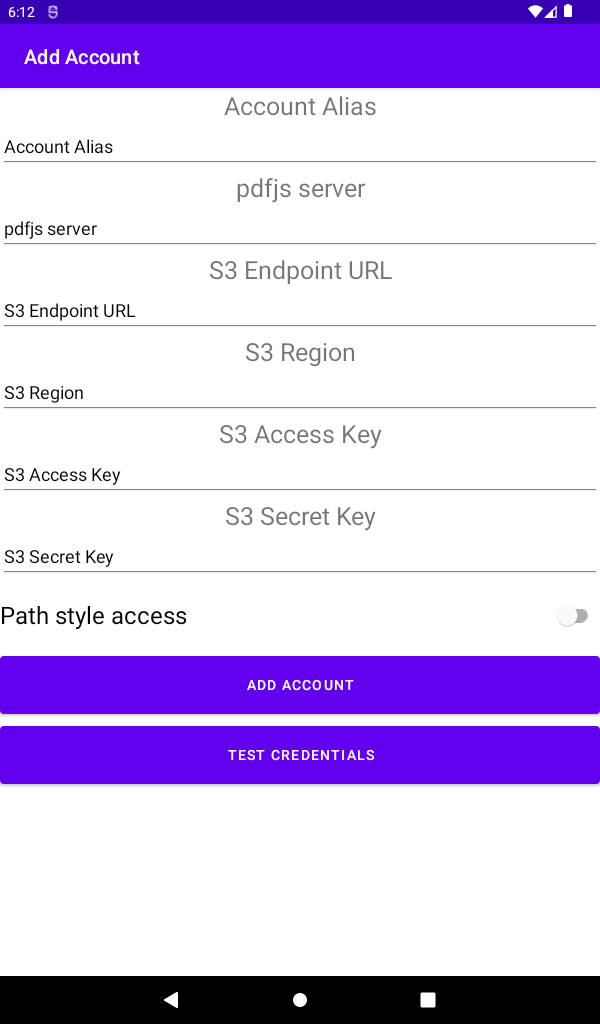 6:12
Add Account
Account Alias
Account Alias
pdfjs server
pdfjs server
S3 Endpoint URL
S3 Endpoint URL
S3 Region
S3 Region
S3 Access Key
S3 Access Key
S3 Secret Key
S3 Secret Key
Path style access
ADD ACCOUNT
TEST CREDENTIALS